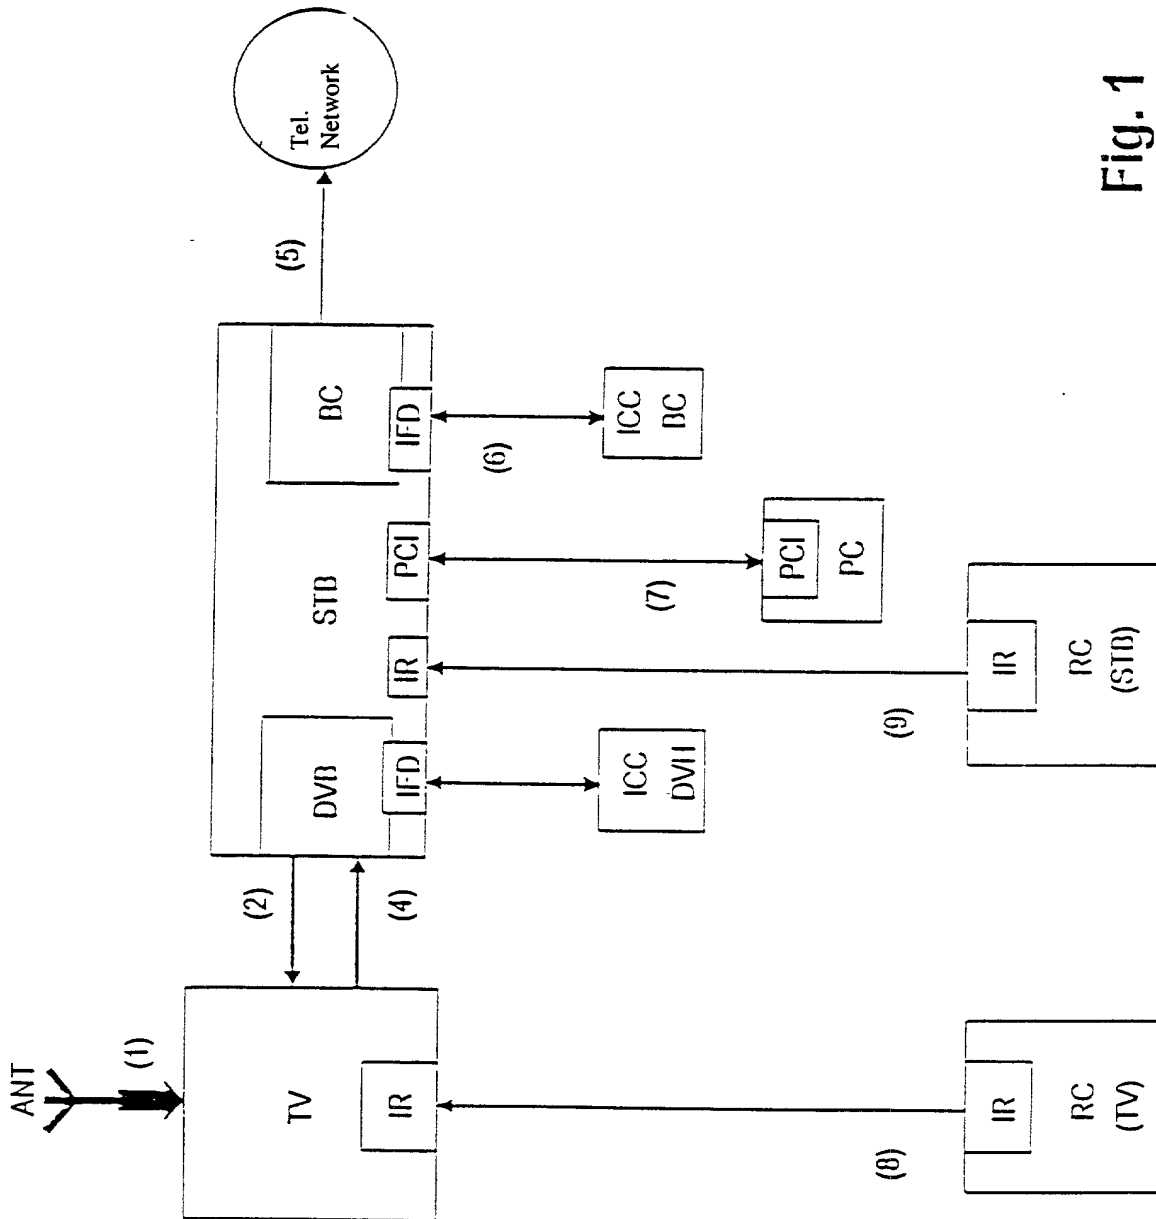 ANT
(1)
TV
IR
(2)
(4)
STB
DVB
IFD
IR
PCI
BC
IFD
(5)
Tel.
Network
ICC
DVH
(6)
ICC
BC
(7)
PCI
PC
(8)
IR
RC
(TV)
(9)
IR
RC
(STB)
Fig. 1